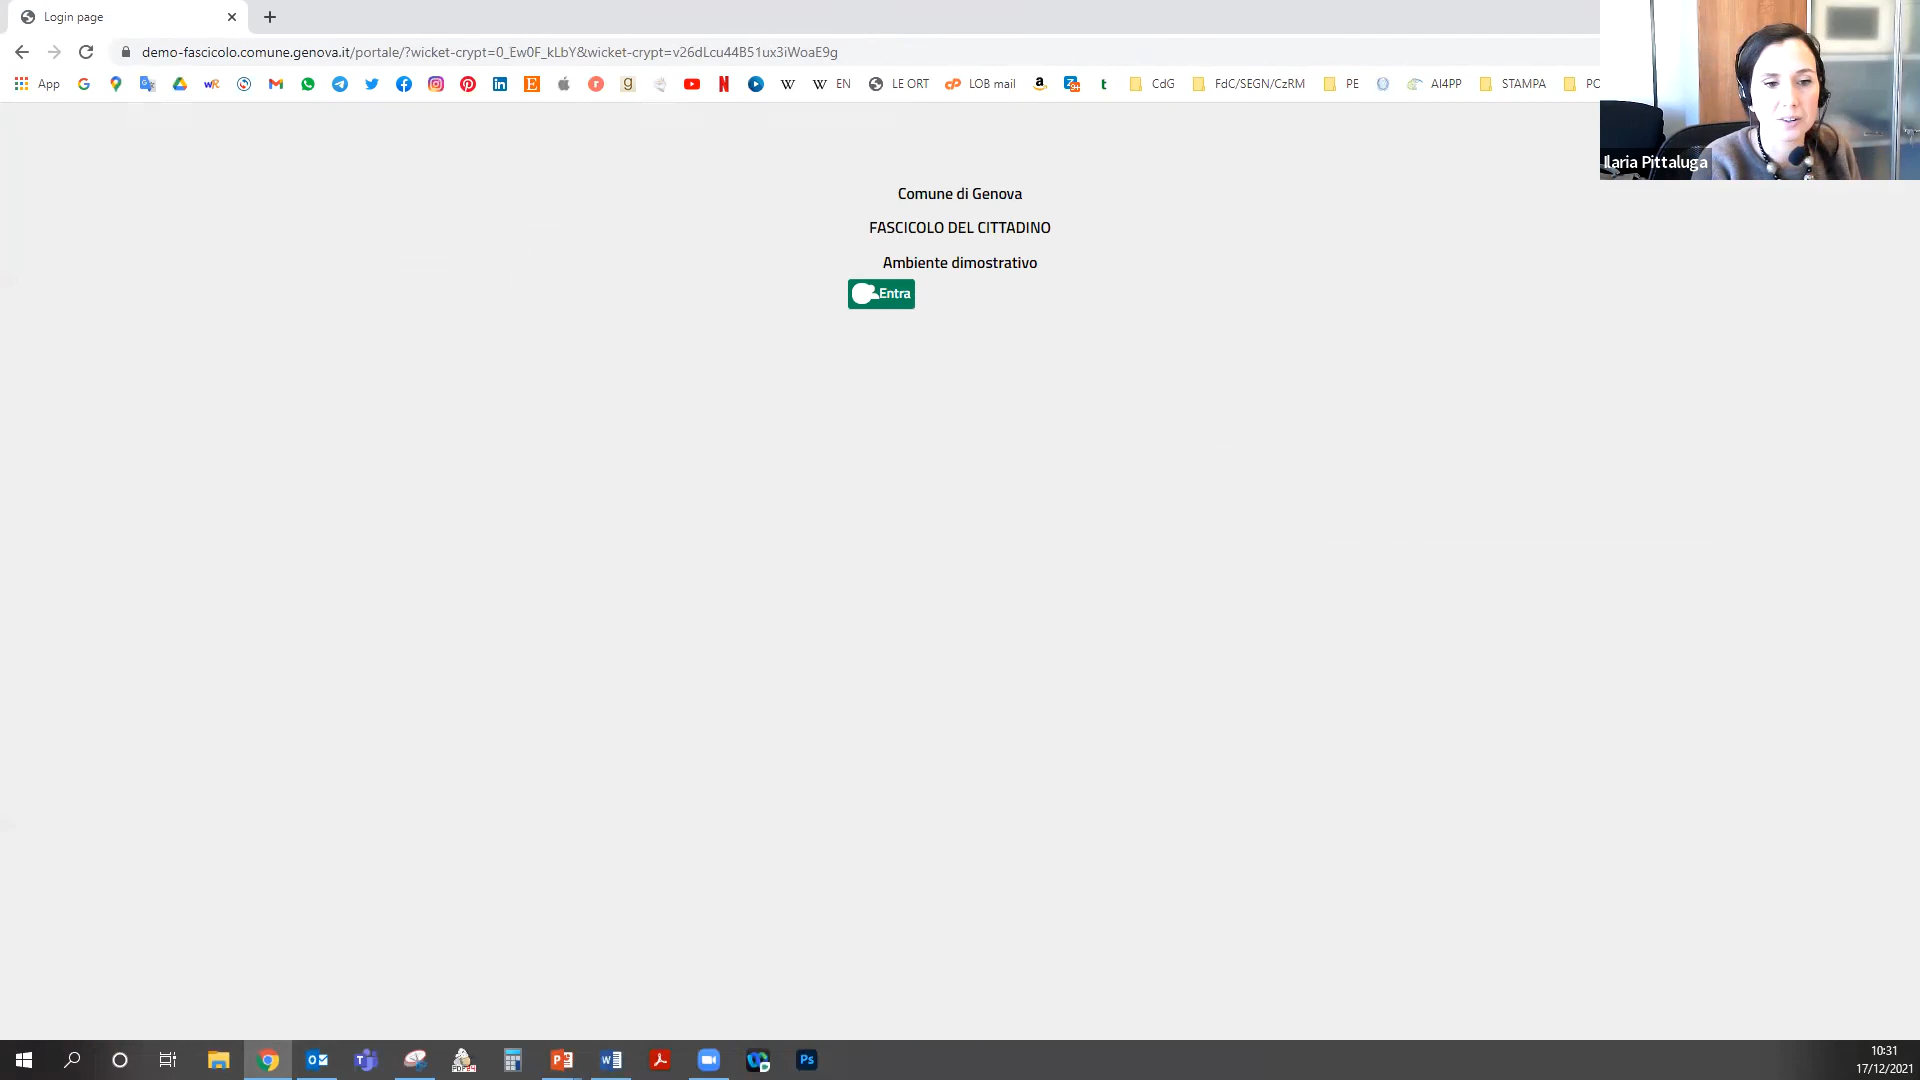 Login page
demo-fascicolo.comune.genova.it/portale/?wicket-crypt=0_Ew0F_kLbY&wicket-crypt=v26dLcu44B51ux3iWoaE9g
App EN LE ORT LOB mail CdG FdC/SEGN/CzRM PE AI4PP STAMPA PO
Ilaria Pittaluga
Comune di Genova
FASCICOLO DEL CITTADINO
Ambiente dimostrativo
Entra
10:31
17/12/2021